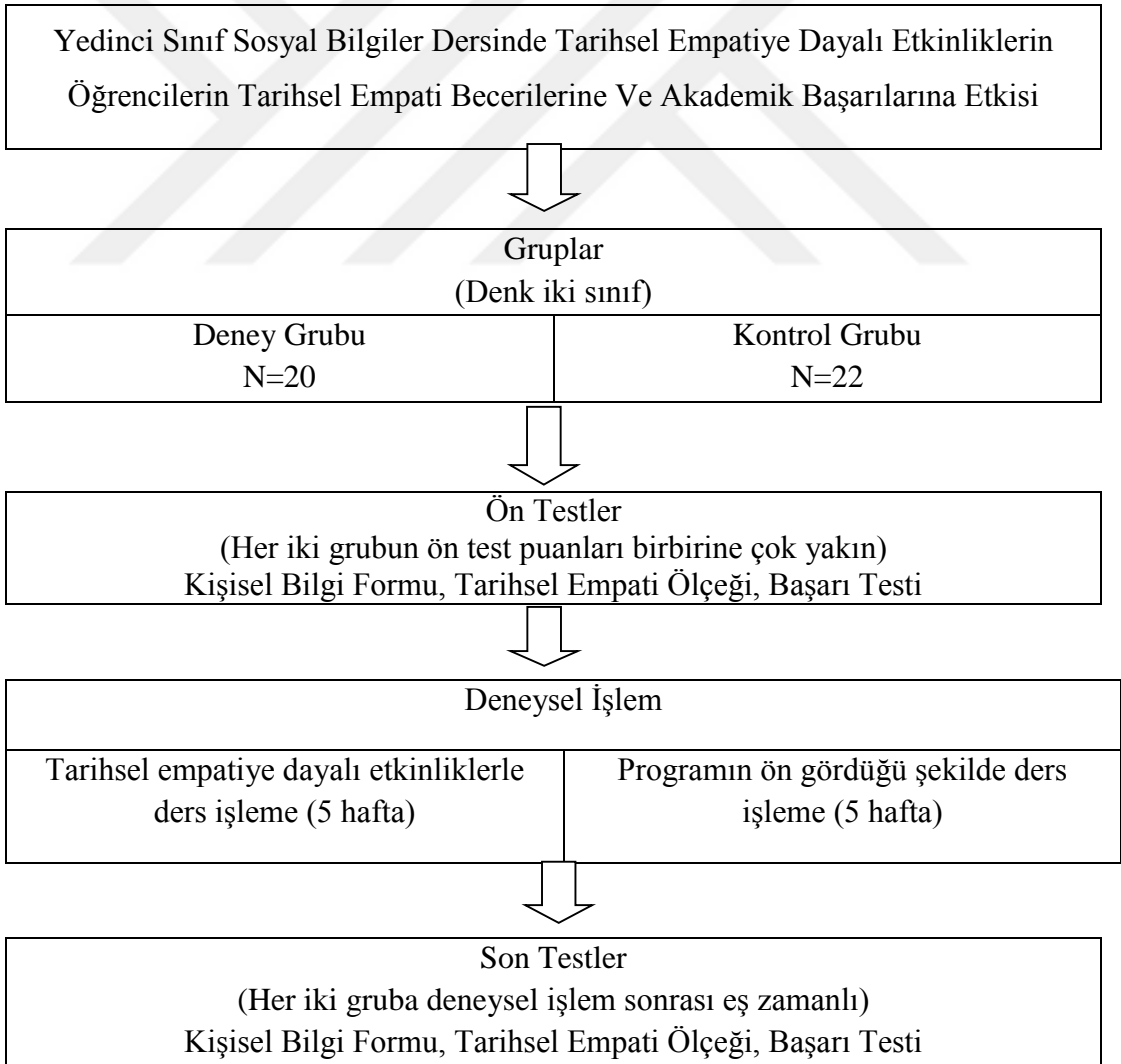 Yedinci Sınıf Sosyal Bilgiler Dersinde Tarihsel Empatiye Dayalı Etkinliklerin
Öğrencilerin Tarihsel Empati Becerilerine Ve Akademik Başarılarına Etkisi
Gruplar
(Denk iki sınıf)
Deney Grubu
N=20
Kontrol Grubu
N=22
Ön Testler
(Her iki grubun ön test puanları birbirine çok yakın)
Kişisel Bilgi Formu, Tarihsel Empati Ölçeği, Başarı Testi
Deneysel İşlem
Tarihsel empatiye dayalı etkinliklerle
ders işleme (5 hafta)
Programın ön gördüğü şekilde ders
işleme (5 hafta)
Son Testler
(Her iki gruba deneysel işlem sonrası eş zamanlı)
Kişisel Bilgi Formu, Tarihsel Empati Ölçeği, Başarı Testi